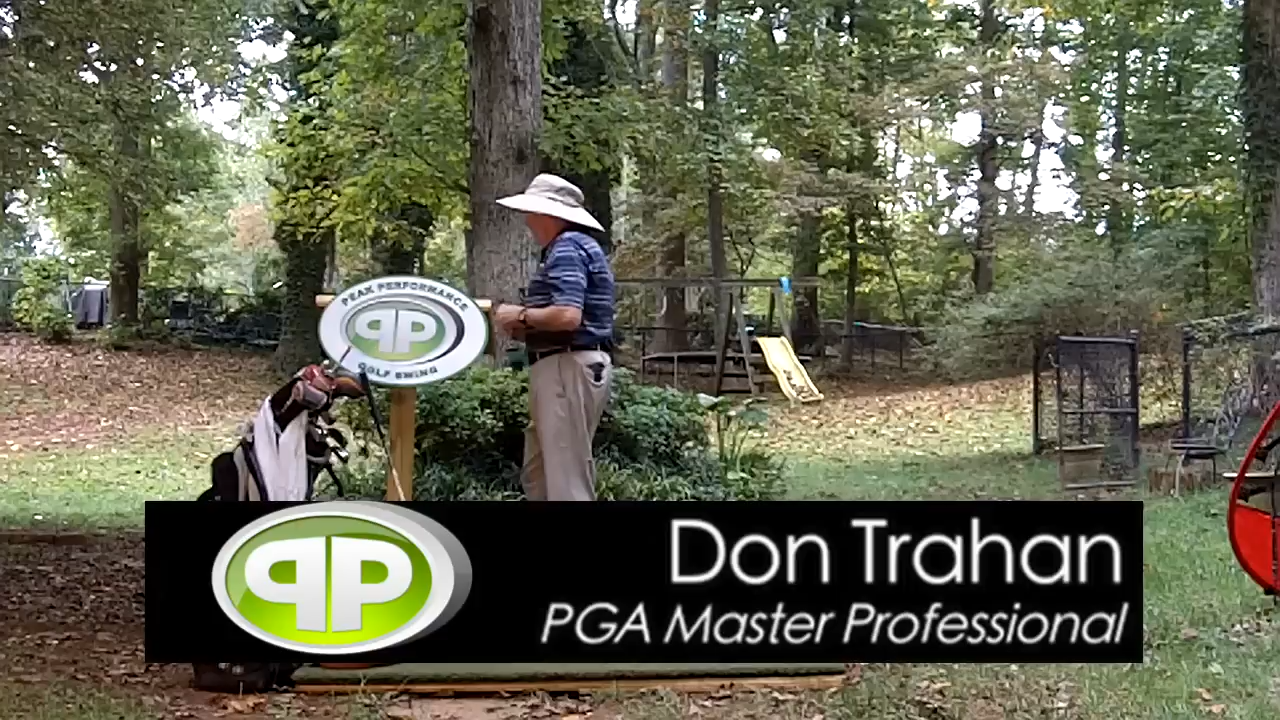 PEAK PERFORMANCE
PP
GOLF SWING
PP
Don Trahan
PGA Master Professional